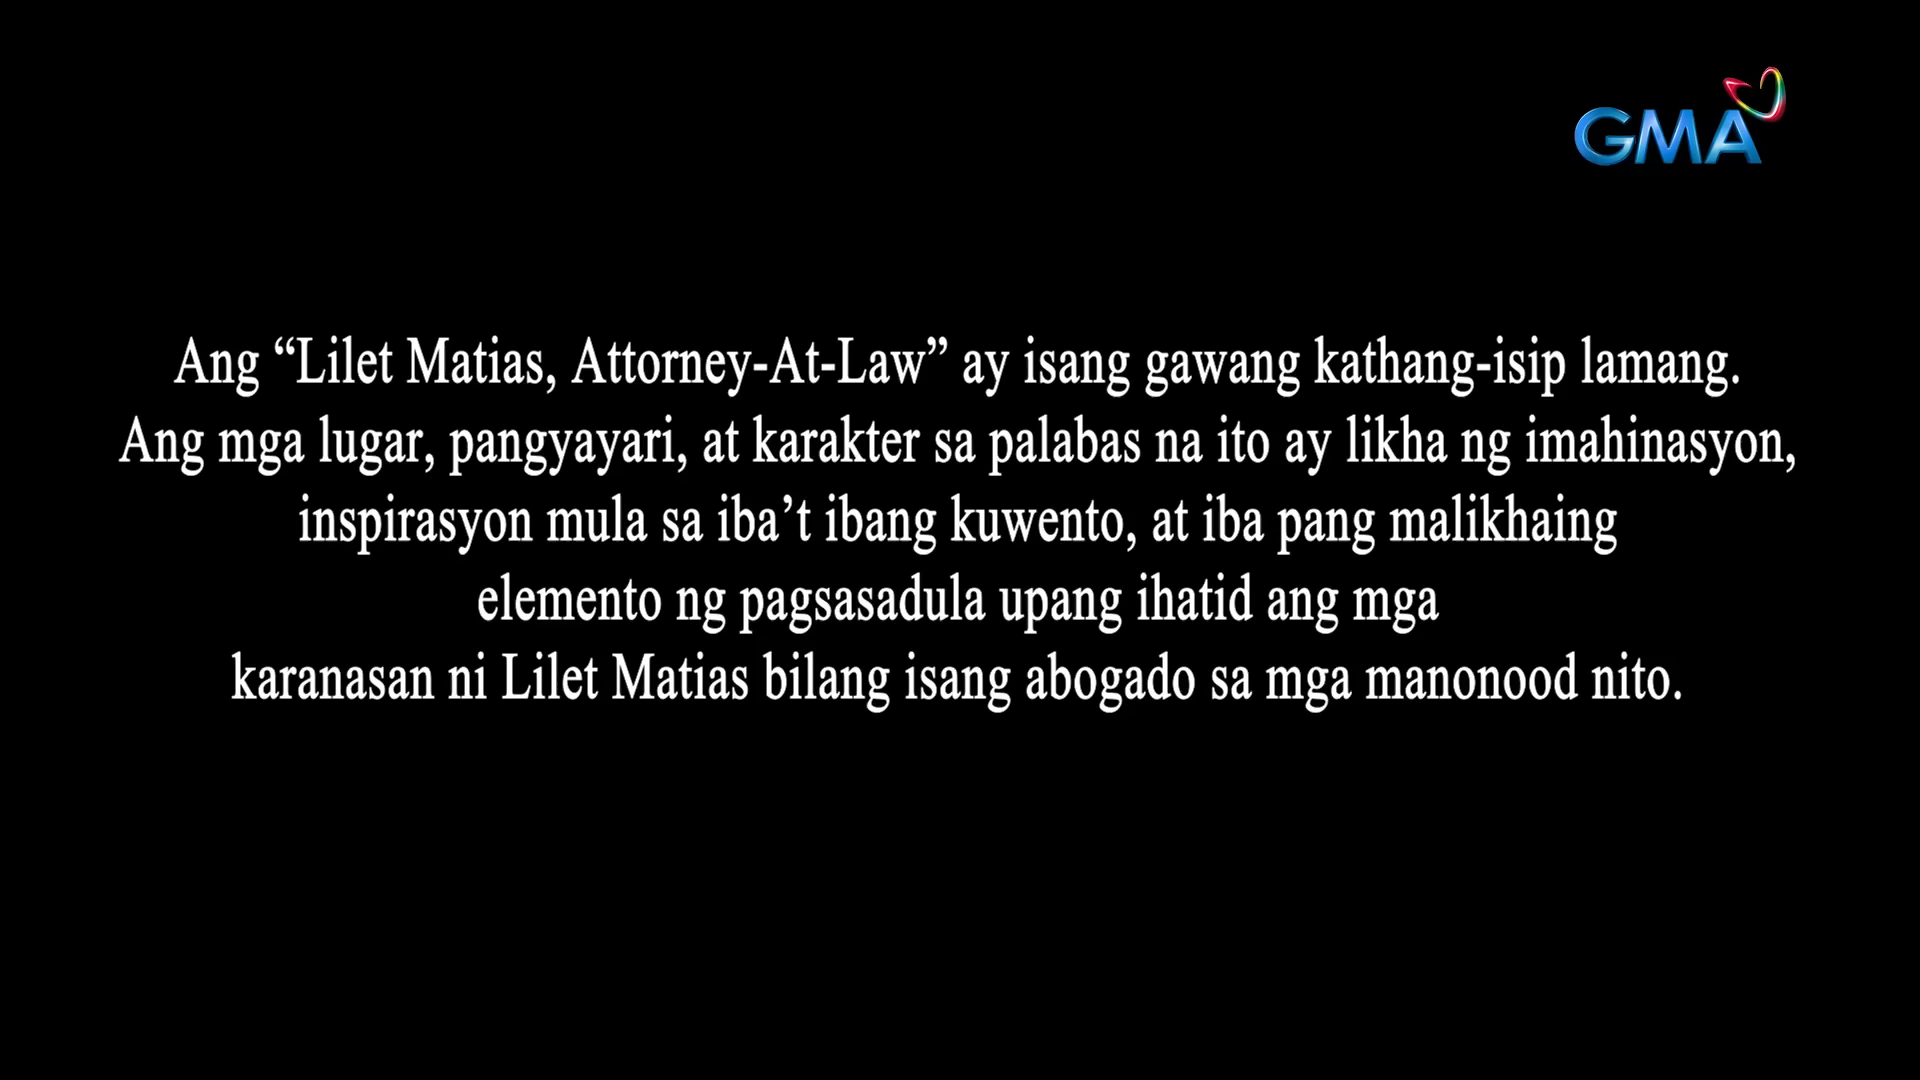 GMA
Ang “Lilet Matias, Attorney-At-Law” ay isang gawang kathang-isip lamang.
Ang mga lugar, pangyayari, at karakter sa palabas na ito ay likha ng imahinasyon,
inspirasyon mula sa iba’t ibang kuwento, at iba pang malikhaing
elemento ng pagsasadula upang ihatid ang mga
karanasan ni Lilet Matias bilang isang abogado sa mga manonood nito.